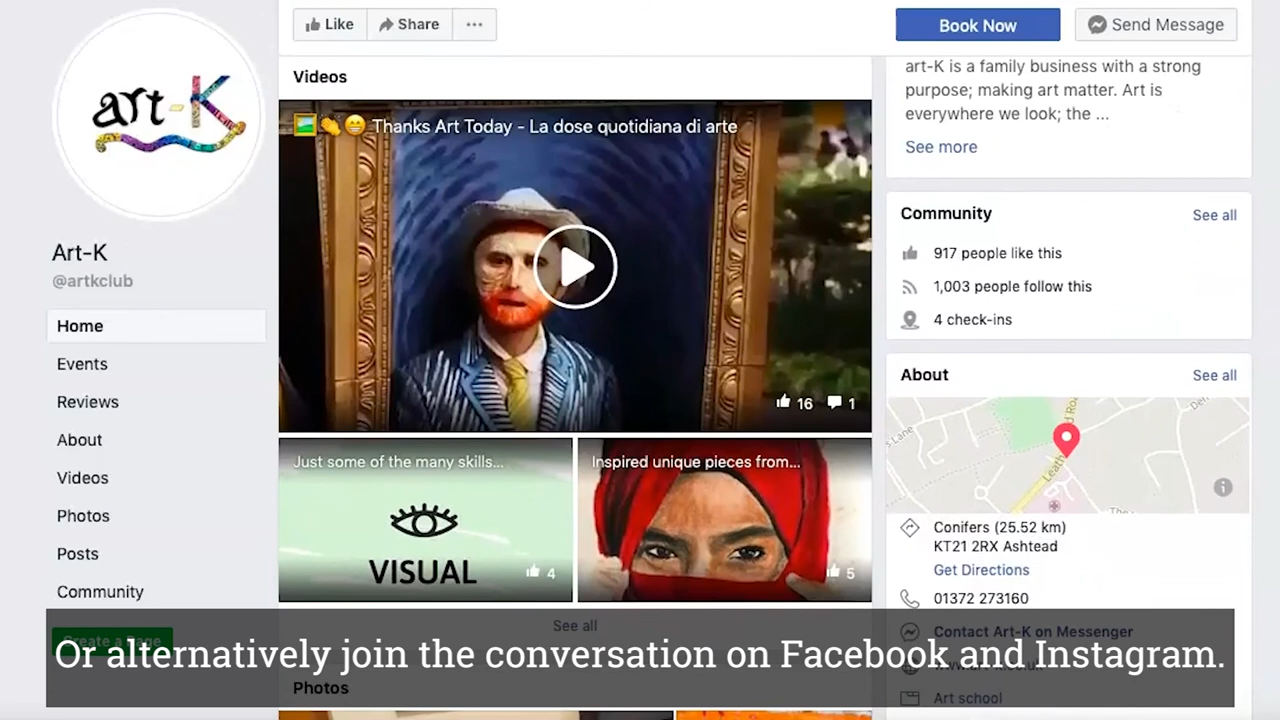 art-K
Art-K
@artkclub
Home
Events
Reviews
About
Videos
Photos
Posts
Community
Create a Page
Like
Share
Videos
Thanks Art Today - La dose quotidiana di arte
16
1
Just some of the many skills...
VISUAL
4
Inspired unique pieces from...
5
See all
Photos
Book Now
Send Message
art-K is a family business with a strong
purpose; making art matter. Art is
everywhere we look; the ...
See more
Community
See all
917 people like this
1,003 people follow this
4 check-ins
About
See all
Conifers (25.52 km)
KT21 2RX Ashtead
Get Directions
01372 273160
Contact Art-K on Messenger
Art school
Or alternatively join the conversation on Facebook and Instagram.